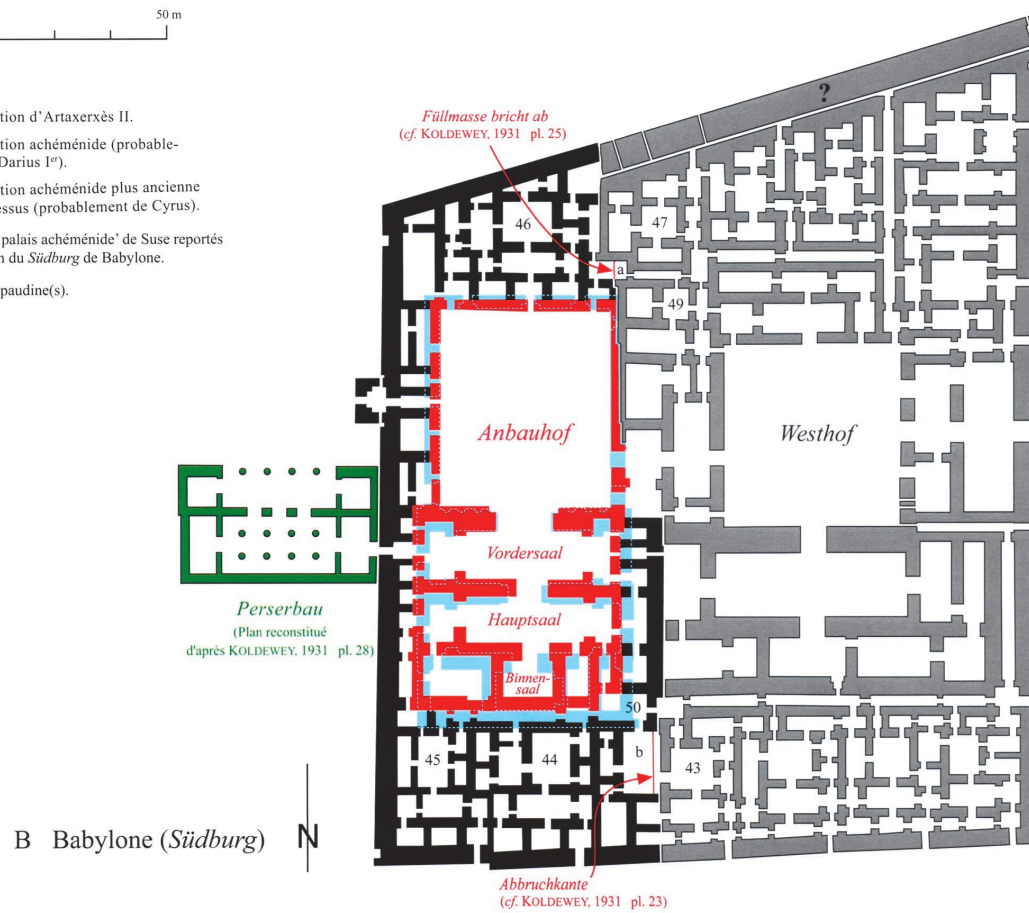 50 m
tion d'Artaxerxès II.
tion achéménide (probable-
Darius Ier).
tion achéménide plus ancienne
essus (probablement de Cyrus).
palais achéménide' de Suse reportés
n du Südburg de Babylone.
paudine(s).
Füllmasse bricht ab
(cf. KOLDEWEY, 1931 pl. 25)
?
46
47
a
49
Anbauhof
Westhof
Vordersaal
Perserbau
(Plan reconstitué
d'après KOLDEWEY, 1931 pl. 28)
Hauptsaal
Binnen-
saal
50
45
44
b
43
B Babylone (Südburg)
N
Abbruchkante
(cf. KOLDEWEY, 1931 pl. 23)